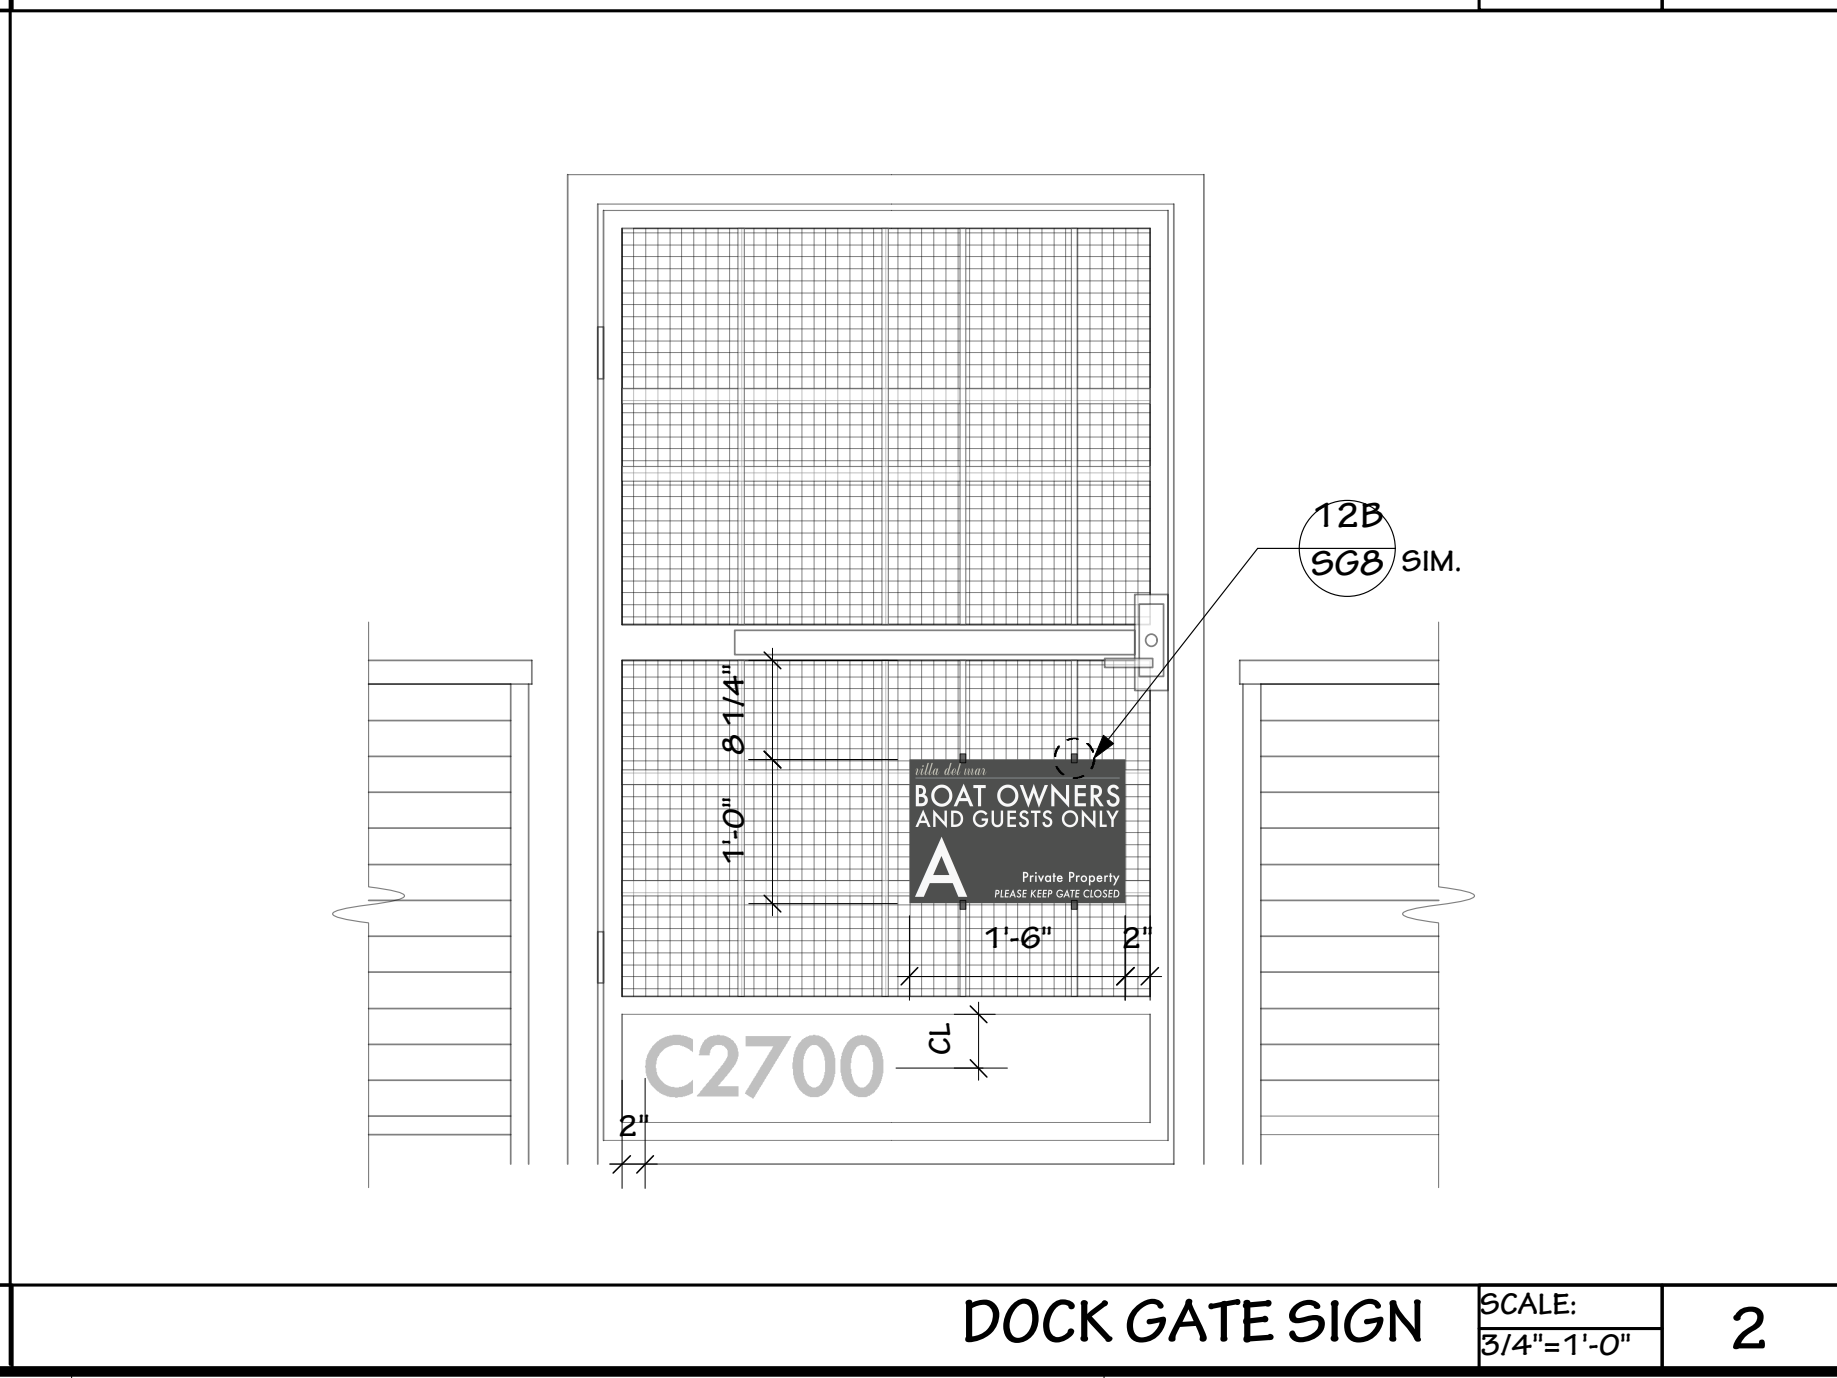 12B
SG8 SIM.
8 1/4"
1'-0"
villa del mar
BOAT OWNERS
AND GUESTS ONLY
A
Private Property
PLEASE KEEP GATE CLOSED
1'-6" 2"
CL
C2700
2"
DOCK GATE SIGN
SCALE:
3/4"=1'-0"
2